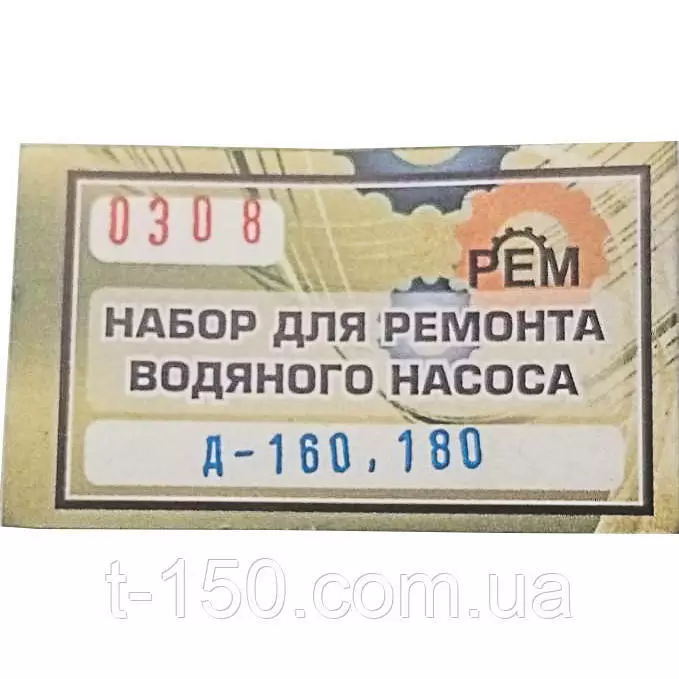 0308
РЕМ
НАБОР ДЛЯ РЕМОНТА
ВОДЯНОГО НАСОСА
Д-160, 180
t-150.com.ua